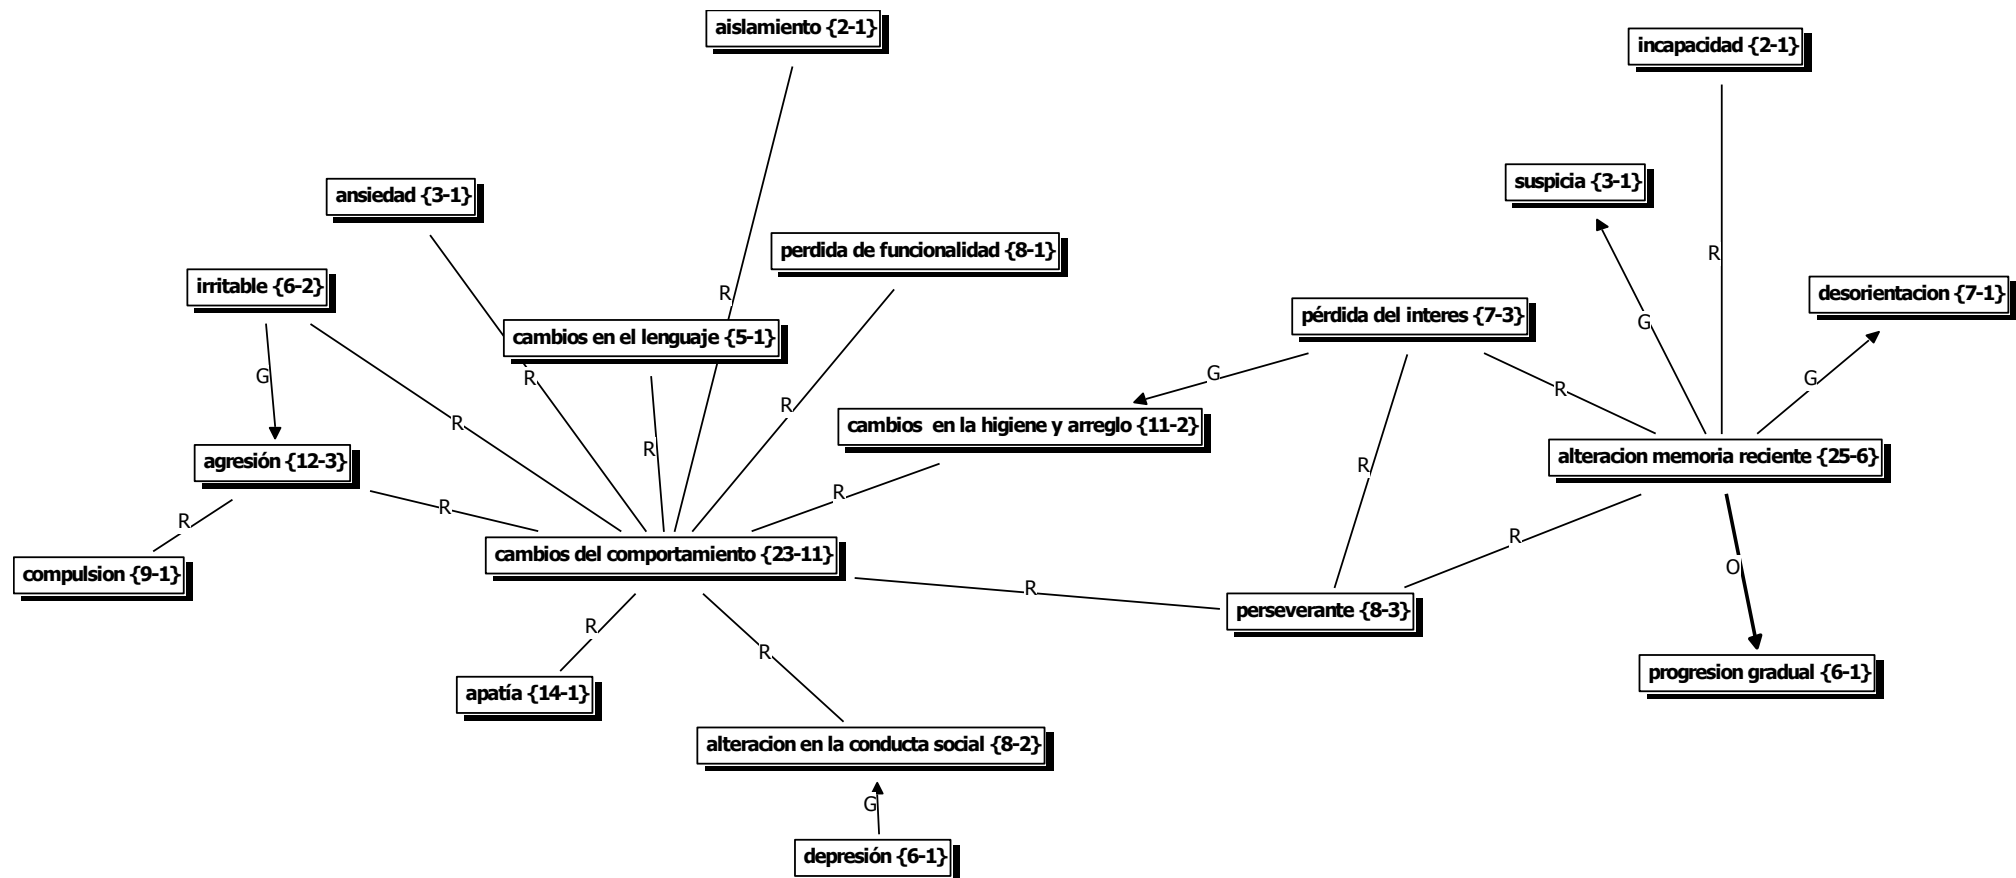 aislamiento {2-1}
incapacidad {2-1}
suspicia {3-1}
ansiedad {3-1}
perdida de funcionalidad {8-1}
R
irritable {6-2}
R
desorientacion {7-1}
pérdida del interes {7-3}
G
cambios en el lenguaje {5-1}
G
R
G
G
R
R
R
cambios  en la higiene y arreglo {11-2}
R
R
agresión {12-3}
alteracion memoria reciente {25-6}
R
R
R
R
R
R
cambios del comportamiento {23-11}
O
compulsion {9-1}
R
perseverante {8-3}
R
R
progresion gradual {6-1}
apatía {14-1}
alteracion en la conducta social {8-2}
G
depresión {6-1}